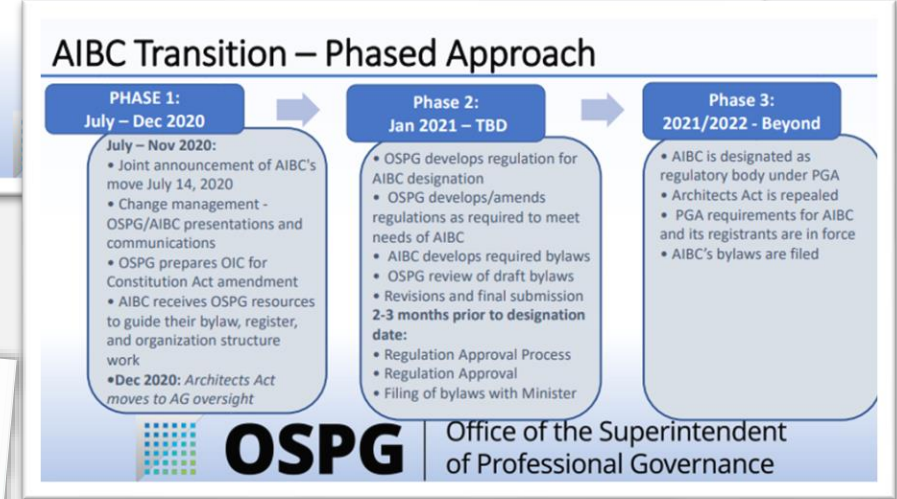 AIBC Transition – Phased Approach
PHASE 1:
July – Dec 2020
July – Nov 2020:
• Joint announcement of AIBC's
move July 14, 2020
• Change management -
OSPG/AIBC presentations and
communications
• OSPG prepares OIC for
Constitution Act amendment
• AIBC receives OSPG resources
to guide their bylaw, register,
and organization structure
work
•Dec 2020: Architects Act
moves to AG oversight
Phase 2:
Jan 2021 – TBD
• OSPG develops regulation for
AIBC designation
• OSPG develops/amends
regulations as required to meet
needs of AIBC
• AIBC develops required bylaws
• OSPG review of draft bylaws
• Revisions and final submission
2-3 months prior to designation
date:
• Regulation Approval Process
• Regulation Approval
• Filing of bylaws with Minister
Phase 3:
2021/2022 - Beyond
• AIBC is designated as
regulatory body under PGA
• Architects Act is repealed
• PGA requirements for AIBC
and its registrants are in force
• AIBC's bylaws are filed
OSPG
Office of the Superintendent
of Professional Governance